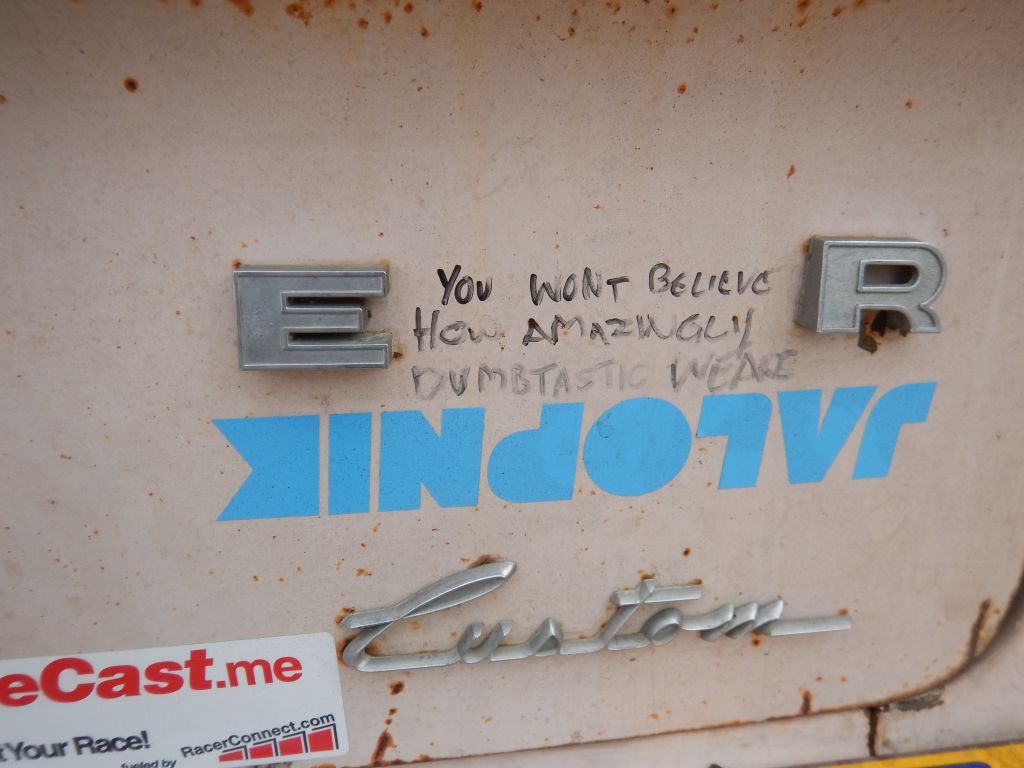 E R
YOU WONT BELIEVE
HOW AMAZINGLY
DUMBTASTIC WE ARE
JALOPNIK
Custom
eCast.me
t Your Race!
fueled by RacerConnect.com